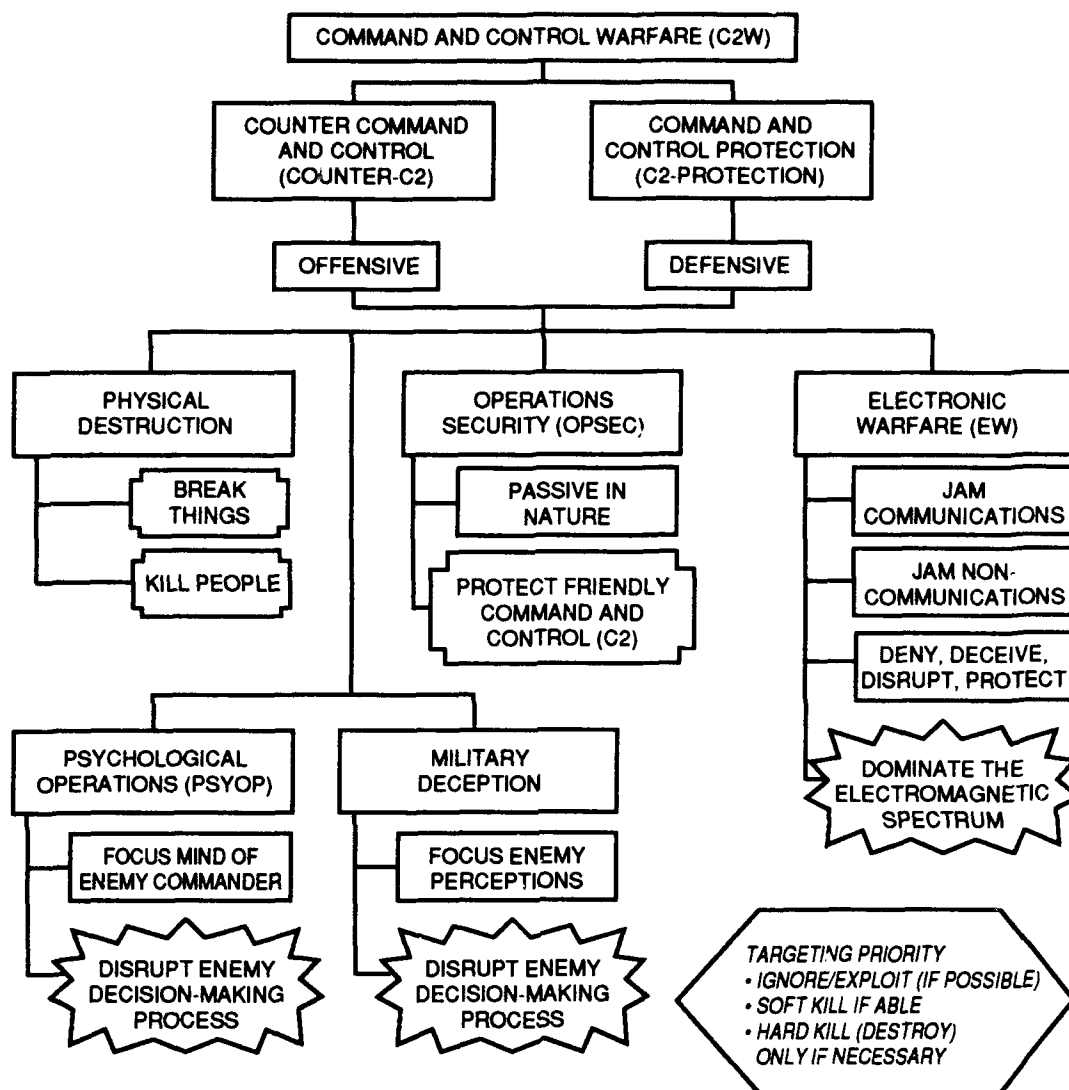 COMMAND AND CONTROL WARFARE (C2W)
COUNTER COMMAND
AND CONTROL
(COUNTER-C2)
COMMAND AND
CONTROL PROTECTION
(C2-PROTECTION)
OFFENSIVE
DEFENSIVE
PHYSICAL
DESTRUCTION
BREAK
THINGS
KILL PEOPLE
OPERATIONS
SECURITY (OPSEC)
PASSIVE IN
NATURE
PROTECT FRIENDLY
COMMAND AND
CONTROL (C2)
ELECTRONIC
WARFARE (EW)
JAM
COMMUNICATIONS
JAM NON-
COMMUNICATIONS
DENY, DECEIVE,
DISRUPT, PROTECT
DOMINATE THE
ELECTROMAGNETIC
SPECTRUM
PSYCHOLOGICAL
OPERATIONS (PSYOP)
FOCUS MIND OF
ENEMY COMMANDER
DISRUPT ENEMY
DECISION-MAKING
PROCESS
MILITARY
DECEPTION
FOCUS ENEMY
PERCEPTIONS
DISRUPT ENEMY
DECISION-MAKING
PROCESS
TARGETING PRIORITY
• IGNORE/EXPLOIT (IF POSSIBLE)
• SOFT KILL IF ABLE
• HARD KILL (DESTROY)
ONLY IF NECESSARY